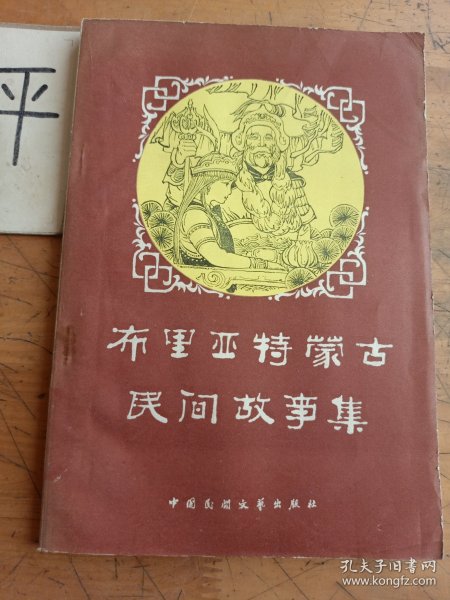 平
布里亚特蒙古
民间故事集
中国民间文艺出版社
孔夫子旧书网
www.kongfz.com